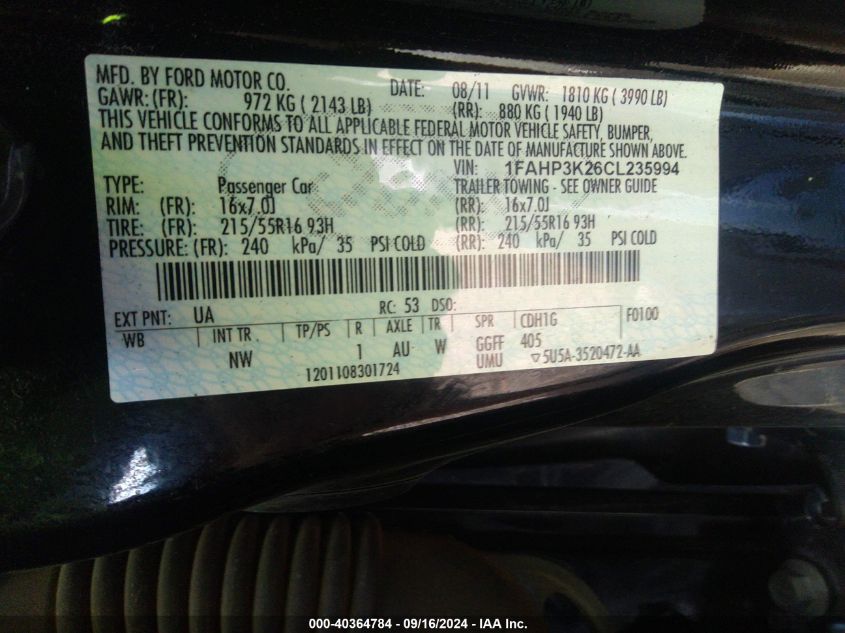 MFD. BY FORD MOTOR CO. DATE: 08/11 GVWR: 1810 KG ( 3990 LB)
GAWR: (FR): 972 KG ( 2143 LB) (RR): 880 KG ( 1940 LB)
THIS VEHICLE CONFORMS TO ALL APPLICABLE FEDERAL MOTOR VEHICLE SAFETY, BUMPER,
AND THEFT PREVENTION STANDARDS IN EFFECT ON THE DATE OF MANUFACTURE SHOWN ABOVE.
VIN: 1FAHP3K26CL235994
TYPE: Passenger Car TRAILER TOWING - SEE OWNER GUIDE
RIM: (FR): 16x7.0J (RR): 16x7.0J
TIRE: (FR): 215/55R16 93H (RR): 215/55R16 93H
PRESSURE: (FR): 240 kPa/ 35 PSI COLD (RR): 240 kPa/ 35 PSI COLD
EXT PNT: UA RC: 53 DSO:
WB INT TR. TP/PS R AXLE TR SPR CDH1G F0100
NW 1 AU W GGFF 405
UMU ▽5U5A-3520472-AA
1201108301724
000-40364784 - 09/16/2024 - IAA Inc.